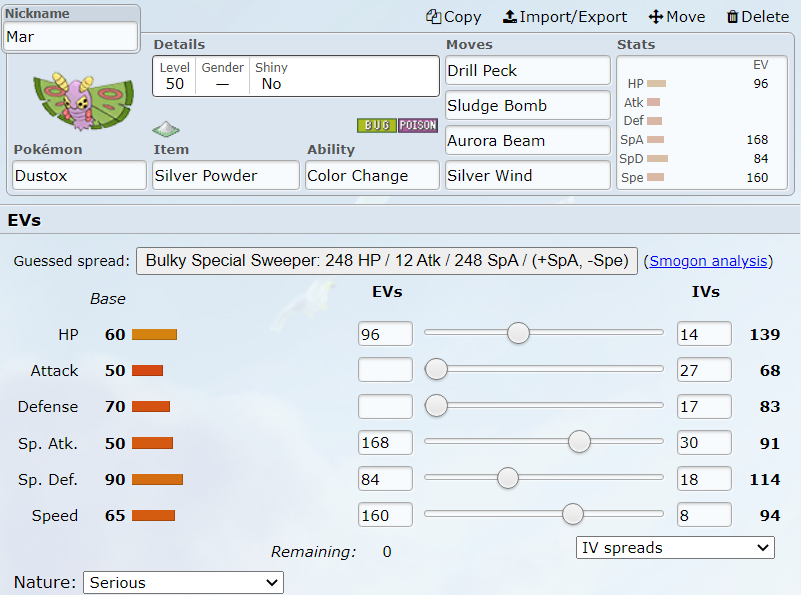 Nickname
Mar
Copy Import/Export Move Delete
Details
Level Gender Shiny
50 — No
BUG POISON
Pokémon
Dustox
Item
Silver Powder
Ability
Color Change
Moves
Drill Peck
Sludge Bomb
Aurora Beam
Silver Wind
Stats
EV
HP 96
Atk
Def
SpA 168
SpD 84
Spe 160
EVs
Guessed spread: Bulky Special Sweeper: 248 HP / 12 Atk / 248 SpA / (+SpA, -Spe) (Smogon analysis)
Base EVs IVs
HP 60 96 14 139
Attack 50 27 68
Defense 70 17 83
Sp. Atk. 50 168 30 91
Sp. Def. 90 84 18 114
Speed 65 160 8 94
Remaining: 0 IV spreads
Nature: Serious